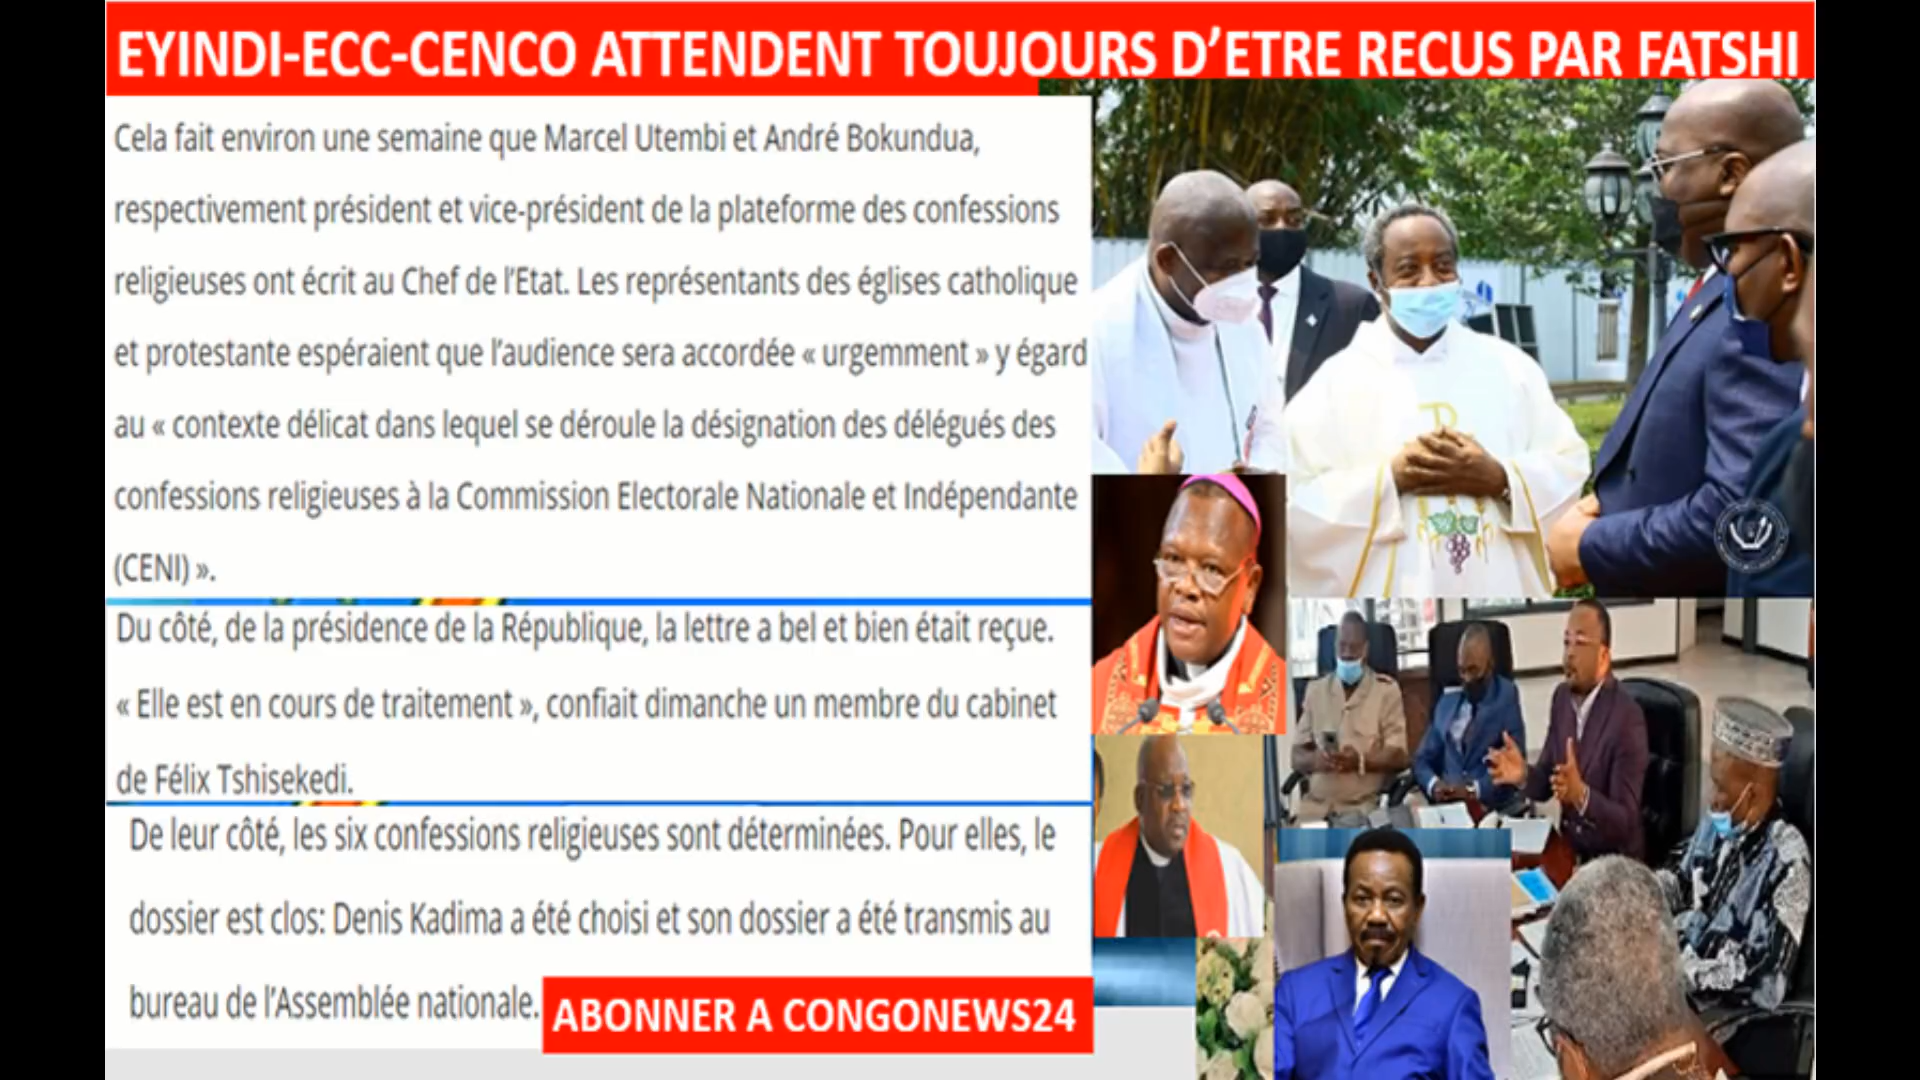 EYINDI-ECC-CENCO ATTENDENT TOUJOURS D’ETRE RECUS PAR FATSHI
Cela fait environ une semaine que Marcel Utembi et André Bokundua,
respectivement président et vice-président de la plateforme des confessions
religieuses ont écrit au Chef de l’Etat. Les représentants des églises catholique
et protestante espéraient que l’audience sera accordée « urgemment » y égard
au « contexte délicat dans lequel se déroule la désignation des délégués des
confessions religieuses à la Commission Electorale Nationale et Indépendante
(CENI) ».
Du côté, de la présidence de la République, la lettre a bel et bien était reçue.
« Elle est en cours de traitement », confiait dimanche un membre du cabinet
de Félix Tshisekedi.
De leur côté, les six confessions religieuses sont déterminées. Pour elles, le
dossier est clos: Denis Kadima a été choisi et son dossier a été transmis au
bureau de l’Assemblée nationale.
ABONNER A CONGONEWS24